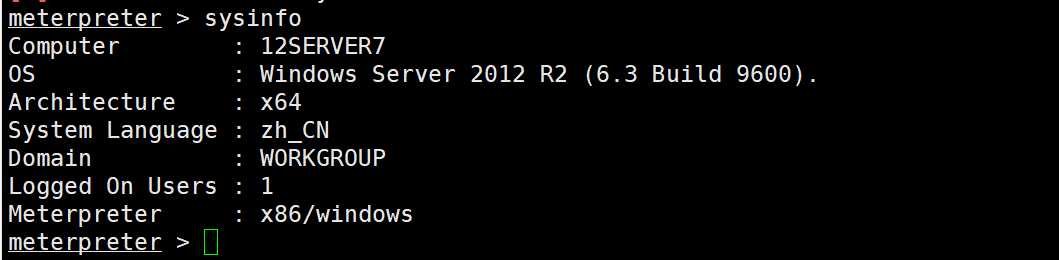 meterpreter > sysinfo
Computer : 12SERVER7
OS : Windows Server 2012 R2 (6.3 Build 9600).
Architecture : x64
System Language : zh_CN
Domain : WORKGROUP
Logged On Users : 1
Meterpreter : x86/windows
meterpreter >